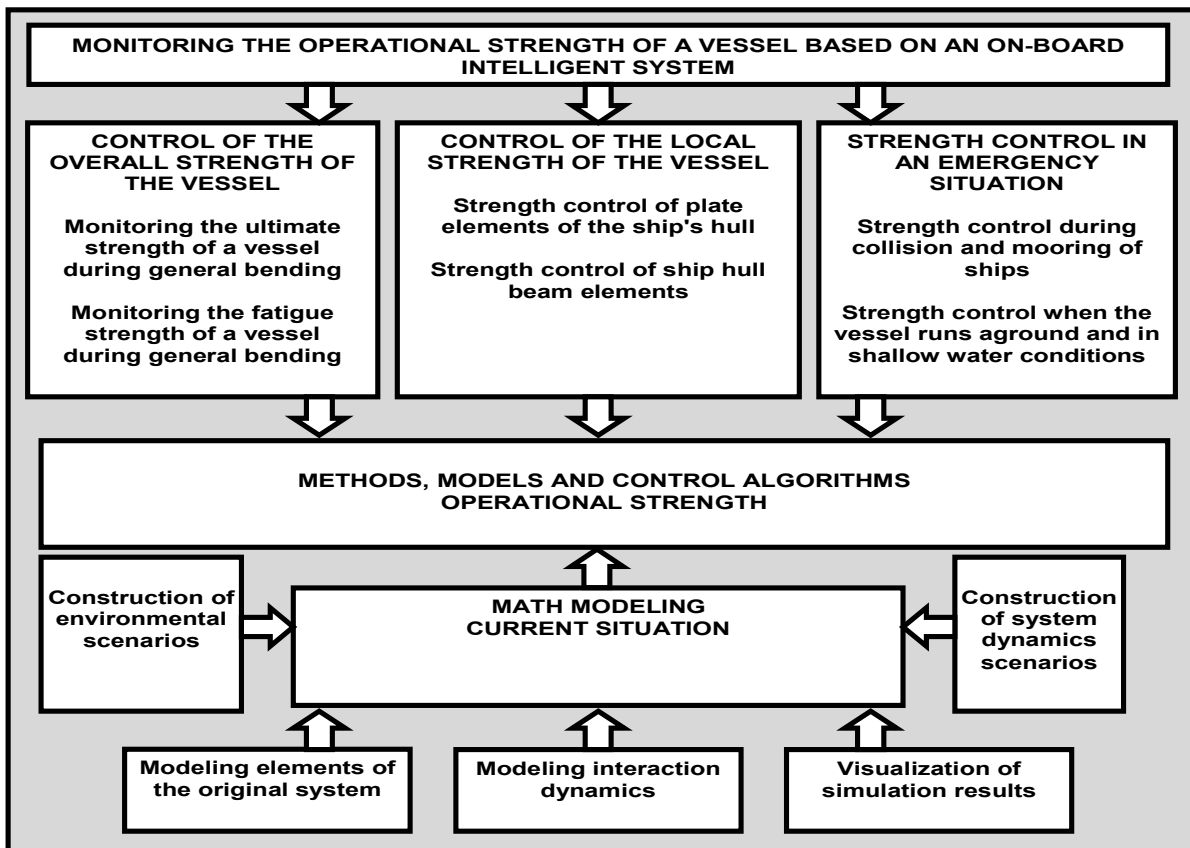 MONITORING THE OPERATIONAL STRENGTH OF A VESSEL BASED ON AN ON-BOARD
INTELLIGENT SYSTEM
CONTROL OF THE
OVERALL STRENGTH OF
THE VESSEL
Monitoring the ultimate
strength of a vessel
during general bending
Monitoring the fatigue
strength of a vessel
during general bending
CONTROL OF THE LOCAL
STRENGTH OF THE VESSEL
Strength control of plate
elements of the ship's hull
Strength control of ship hull
beam elements
STRENGTH CONTROL IN
AN EMERGENCY
SITUATION
Strength control during
collision and mooring of
ships
Strength control when the
vessel runs aground and in
shallow water conditions
METHODS, MODELS AND CONTROL ALGORITHMS
OPERATIONAL STRENGTH
Construction of
environmental
scenarios
MATH MODELING
CURRENT SITUATION
Construction
of system
dynamics
scenarios
Modeling elements of
the original system
Modeling interaction
dynamics
Visualization of
simulation results